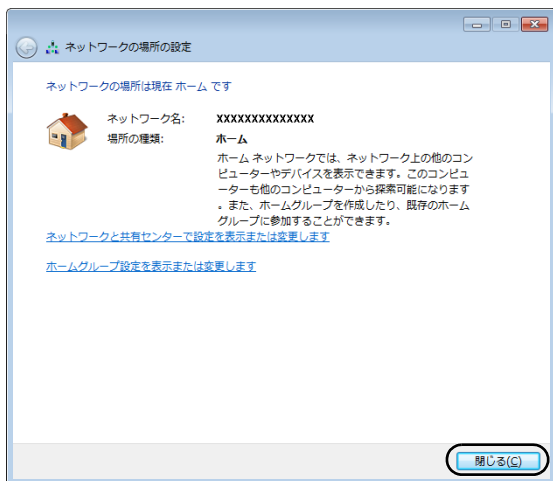 ネットワークの場所の設定
ネットワークの場所は現在 ホーム です
ネットワーク名: XXXXXXXXXXXXXX
場所の種類: ホーム
ホーム ネットワークでは、ネットワーク上の他のコン
ピューターやデバイスを表示できます。このコンピュ
ーターも他のコンピューターから探索可能になります
。また、ホームグループを作成したり、既存のホーム
グループに参加することができます。
ネットワークと共有センターで設定を表示または変更します
ホームグループ設定を表示または変更します
閉じる(C)